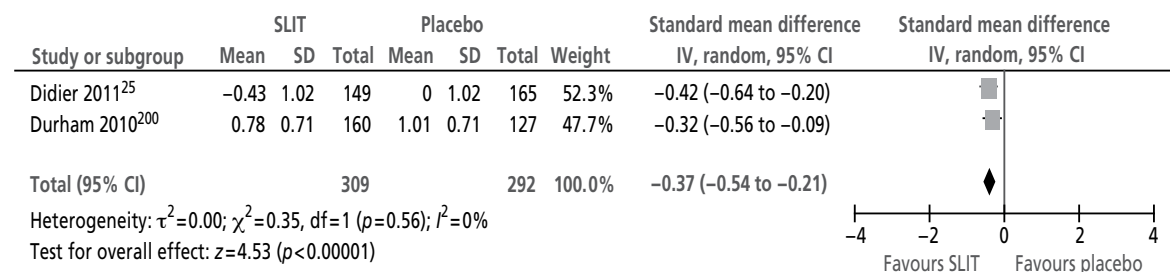 SLIT Placebo Standard mean difference Standard mean difference
Study or subgroup Mean SD Total Mean SD Total Weight IV, random, 95% CI IV, random, 95% CI
Didier 2011²⁵ −0.43 1.02 149 0 1.02 165 52.3% −0.42 (−0.64 to −0.20)
Durham 2010²⁰⁰ 0.78 0.71 160 1.01 0.71 127 47.7% −0.32 (−0.56 to −0.09)
Total (95% CI) 309 292 100.0% −0.37 (−0.54 to −0.21)
Heterogeneity: τ²=0.00; χ²=0.35, df=1 (p=0.56); I²=0%
Test for overall effect: z=4.53 (p<0.00001)
−4 −2 0 2 4
Favours SLIT Favours placebo